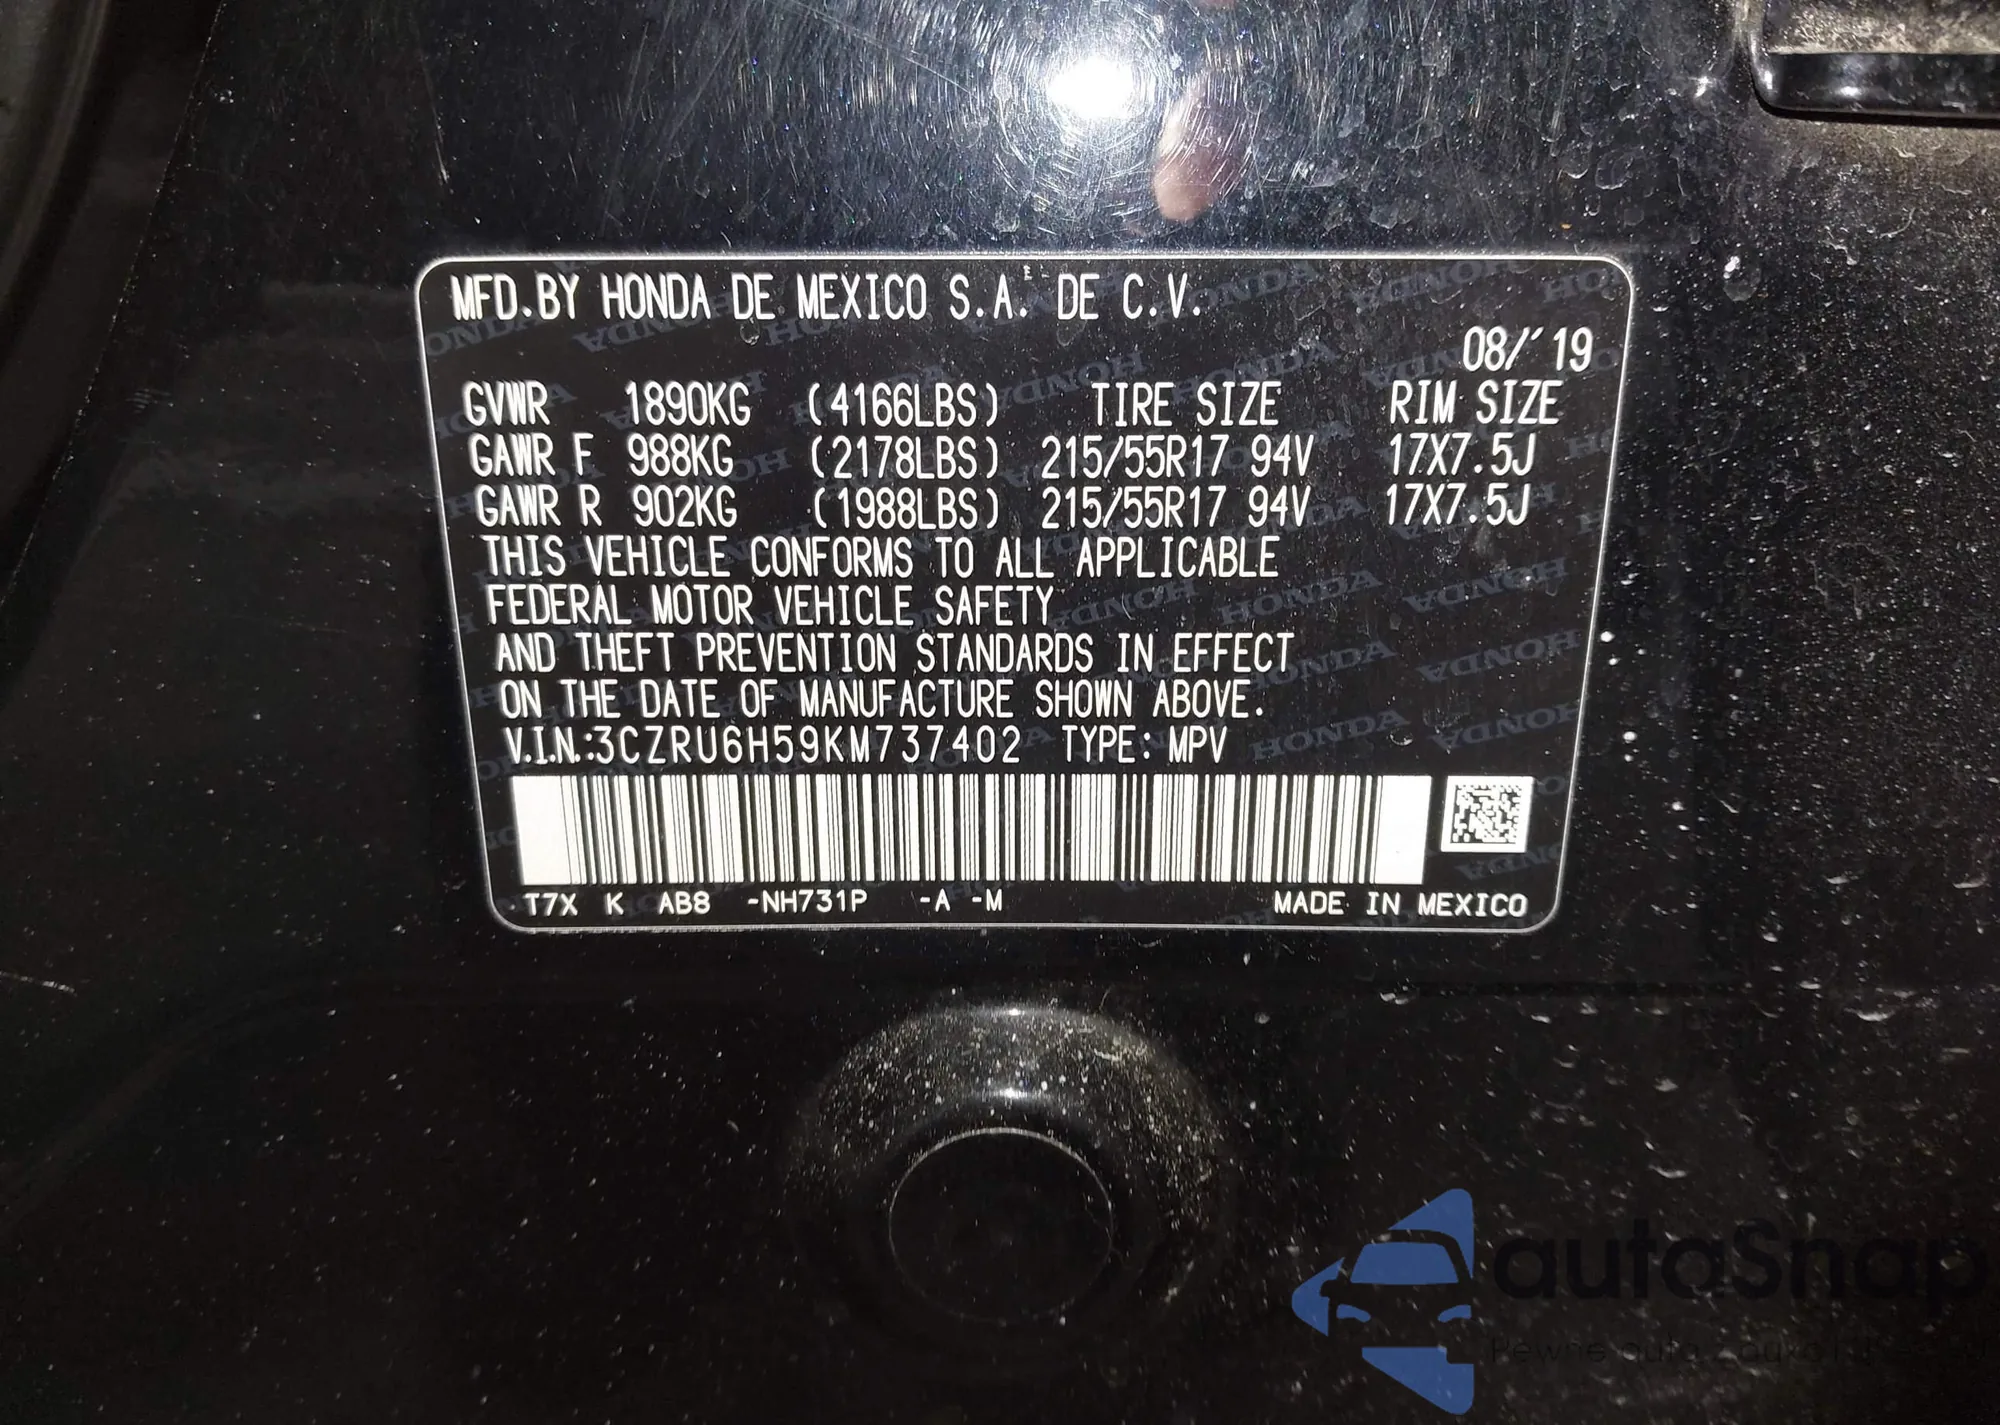 MFD.BY HONDA DE MEXICO S.A. DE C.V.
08/'19
GVWR 1890KG (4166LBS) TIRE SIZE RIM SIZE
GAWR F 988KG (2178LBS) 215/55R17 94V 17X7.5J
GAWR R 902KG (1988LBS) 215/55R17 94V 17X7.5J
THIS VEHICLE CONFORMS TO ALL APPLICABLE
FEDERAL MOTOR VEHICLE SAFETY
AND THEFT PREVENTION STANDARDS IN EFFECT
ON THE DATE OF MANUFACTURE SHOWN ABOVE.
V.I.N.:3CZRU6H59KM737402 TYPE: MPV
T7X K AB8 -NH731P -A -M MADE IN MEXICO
autoSnap
Pewne auto z